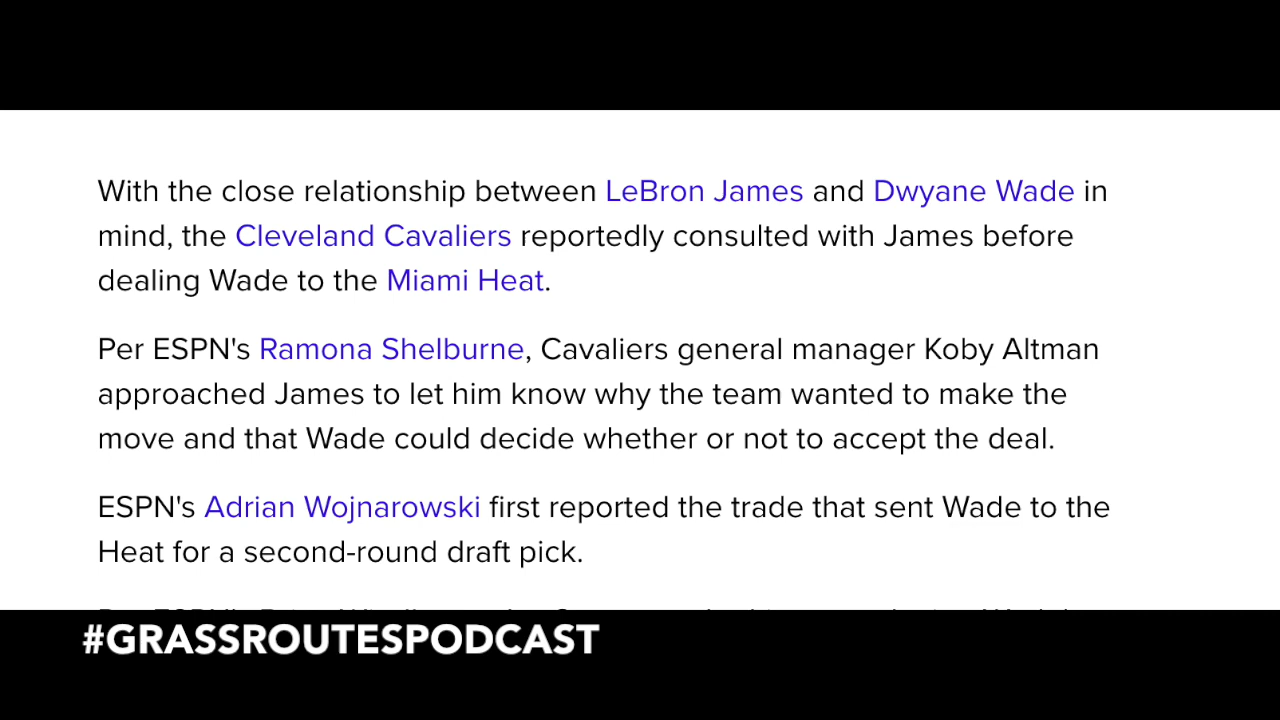 With the close relationship between LeBron James and Dwyane Wade in
mind, the Cleveland Cavaliers reportedly consulted with James before
dealing Wade to the Miami Heat.
Per ESPN's Ramona Shelburne, Cavaliers general manager Koby Altman
approached James to let him know why the team wanted to make the
move and that Wade could decide whether or not to accept the deal.
ESPN's Adrian Wojnarowski first reported the trade that sent Wade to the
Heat for a second-round draft pick.
#GRASSROUTESPODCAST